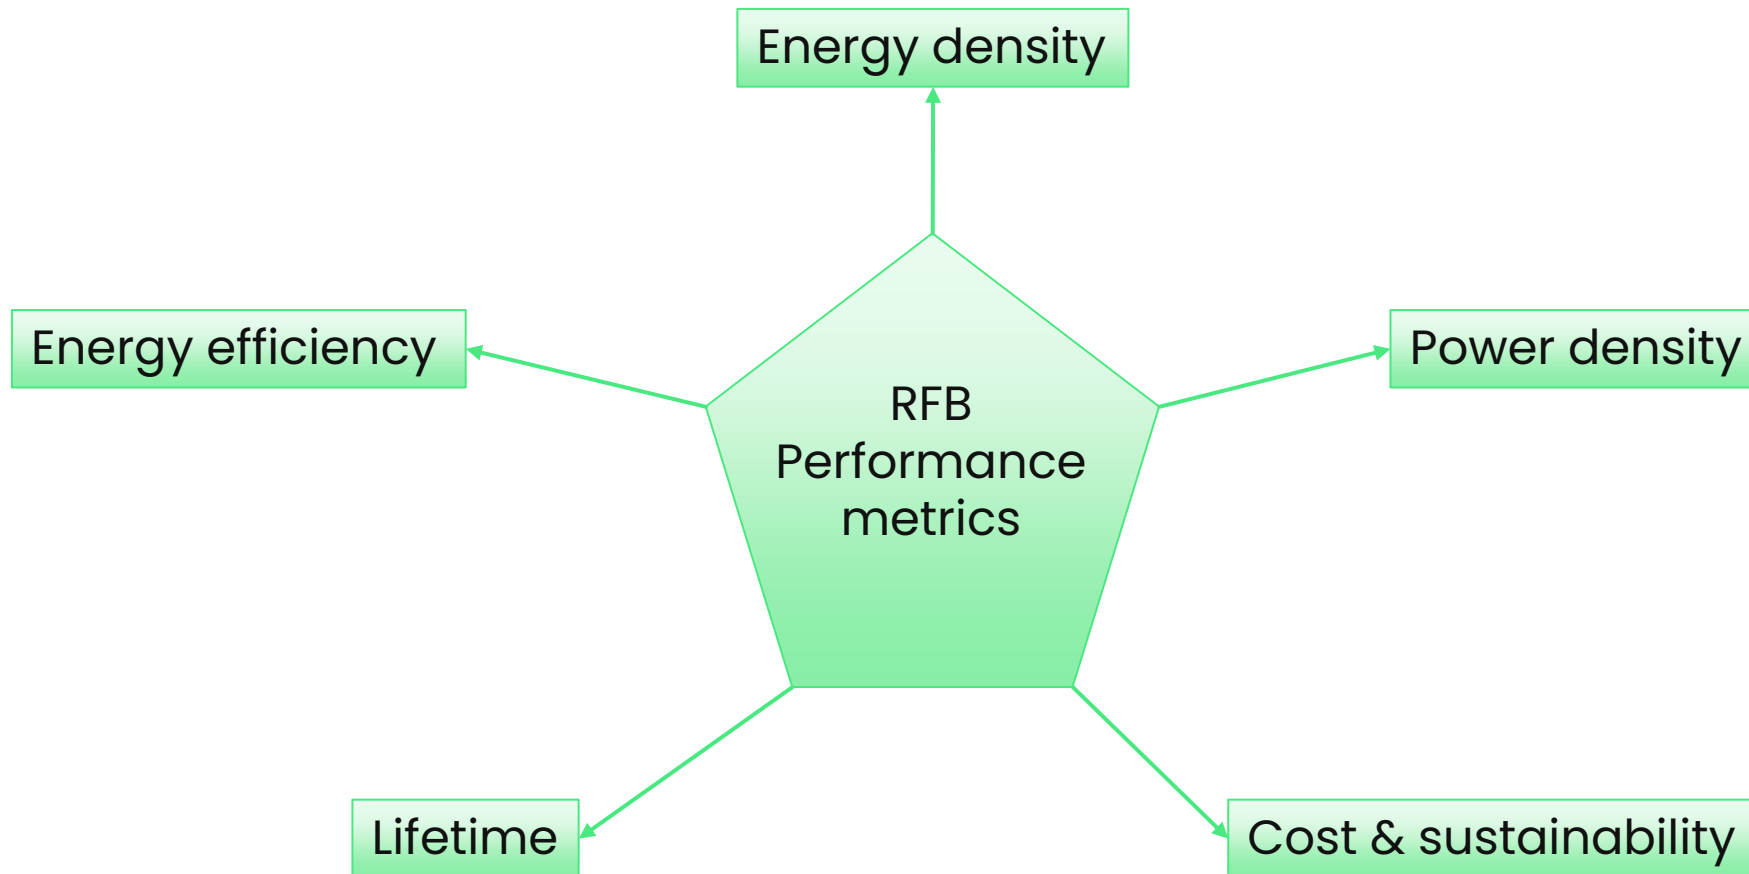 Energy density
Energy efficiency
Power density
RFB
Performance
metrics
Lifetime
Cost & sustainability